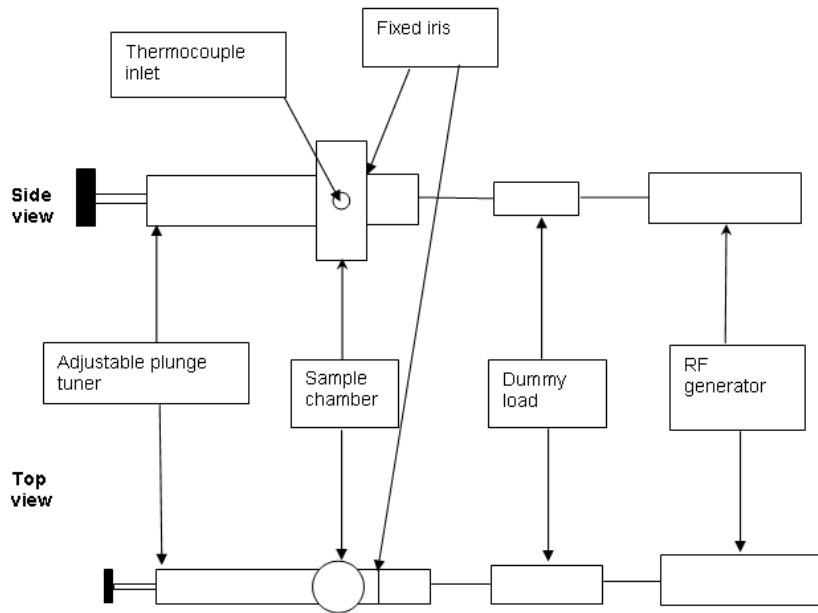 Fixed iris
Thermocouple
inlet
Side
view
Adjustable plunge
tuner
Sample
chamber
Dummy
load
RF
generator
Top
view